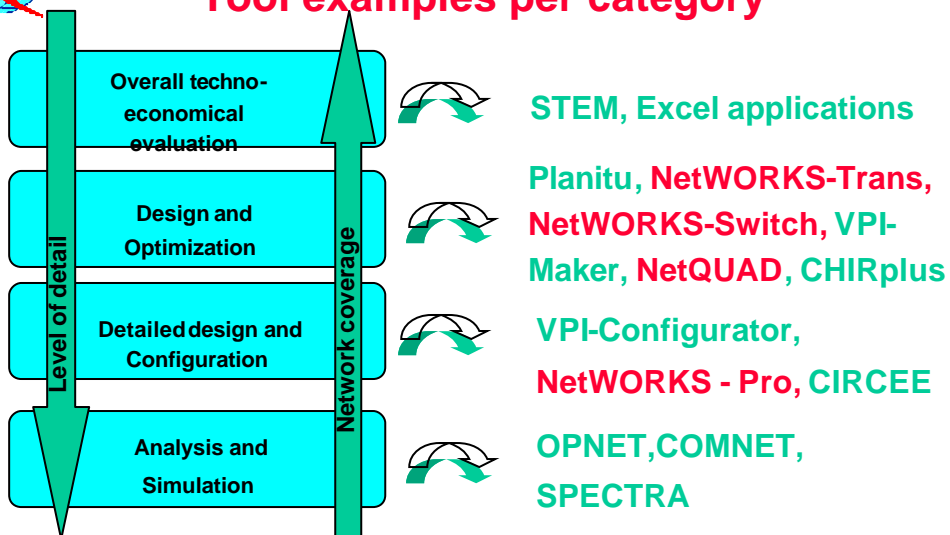 Tool examples per category
Overall techno-
economical
evaluation
STEM, Excel applications
Design and
Optimization
Planitu, NetWORKS-Trans,
NetWORKS-Switch, VPI-
Maker, NetQUAD, CHIRplus
Detailed design and
Configuration
VPI-Configurator,
NetWORKS - Pro, CIRCEE
Analysis and
Simulation
OPNET,COMNET,
SPECTRA
Level of detail
Network coverage